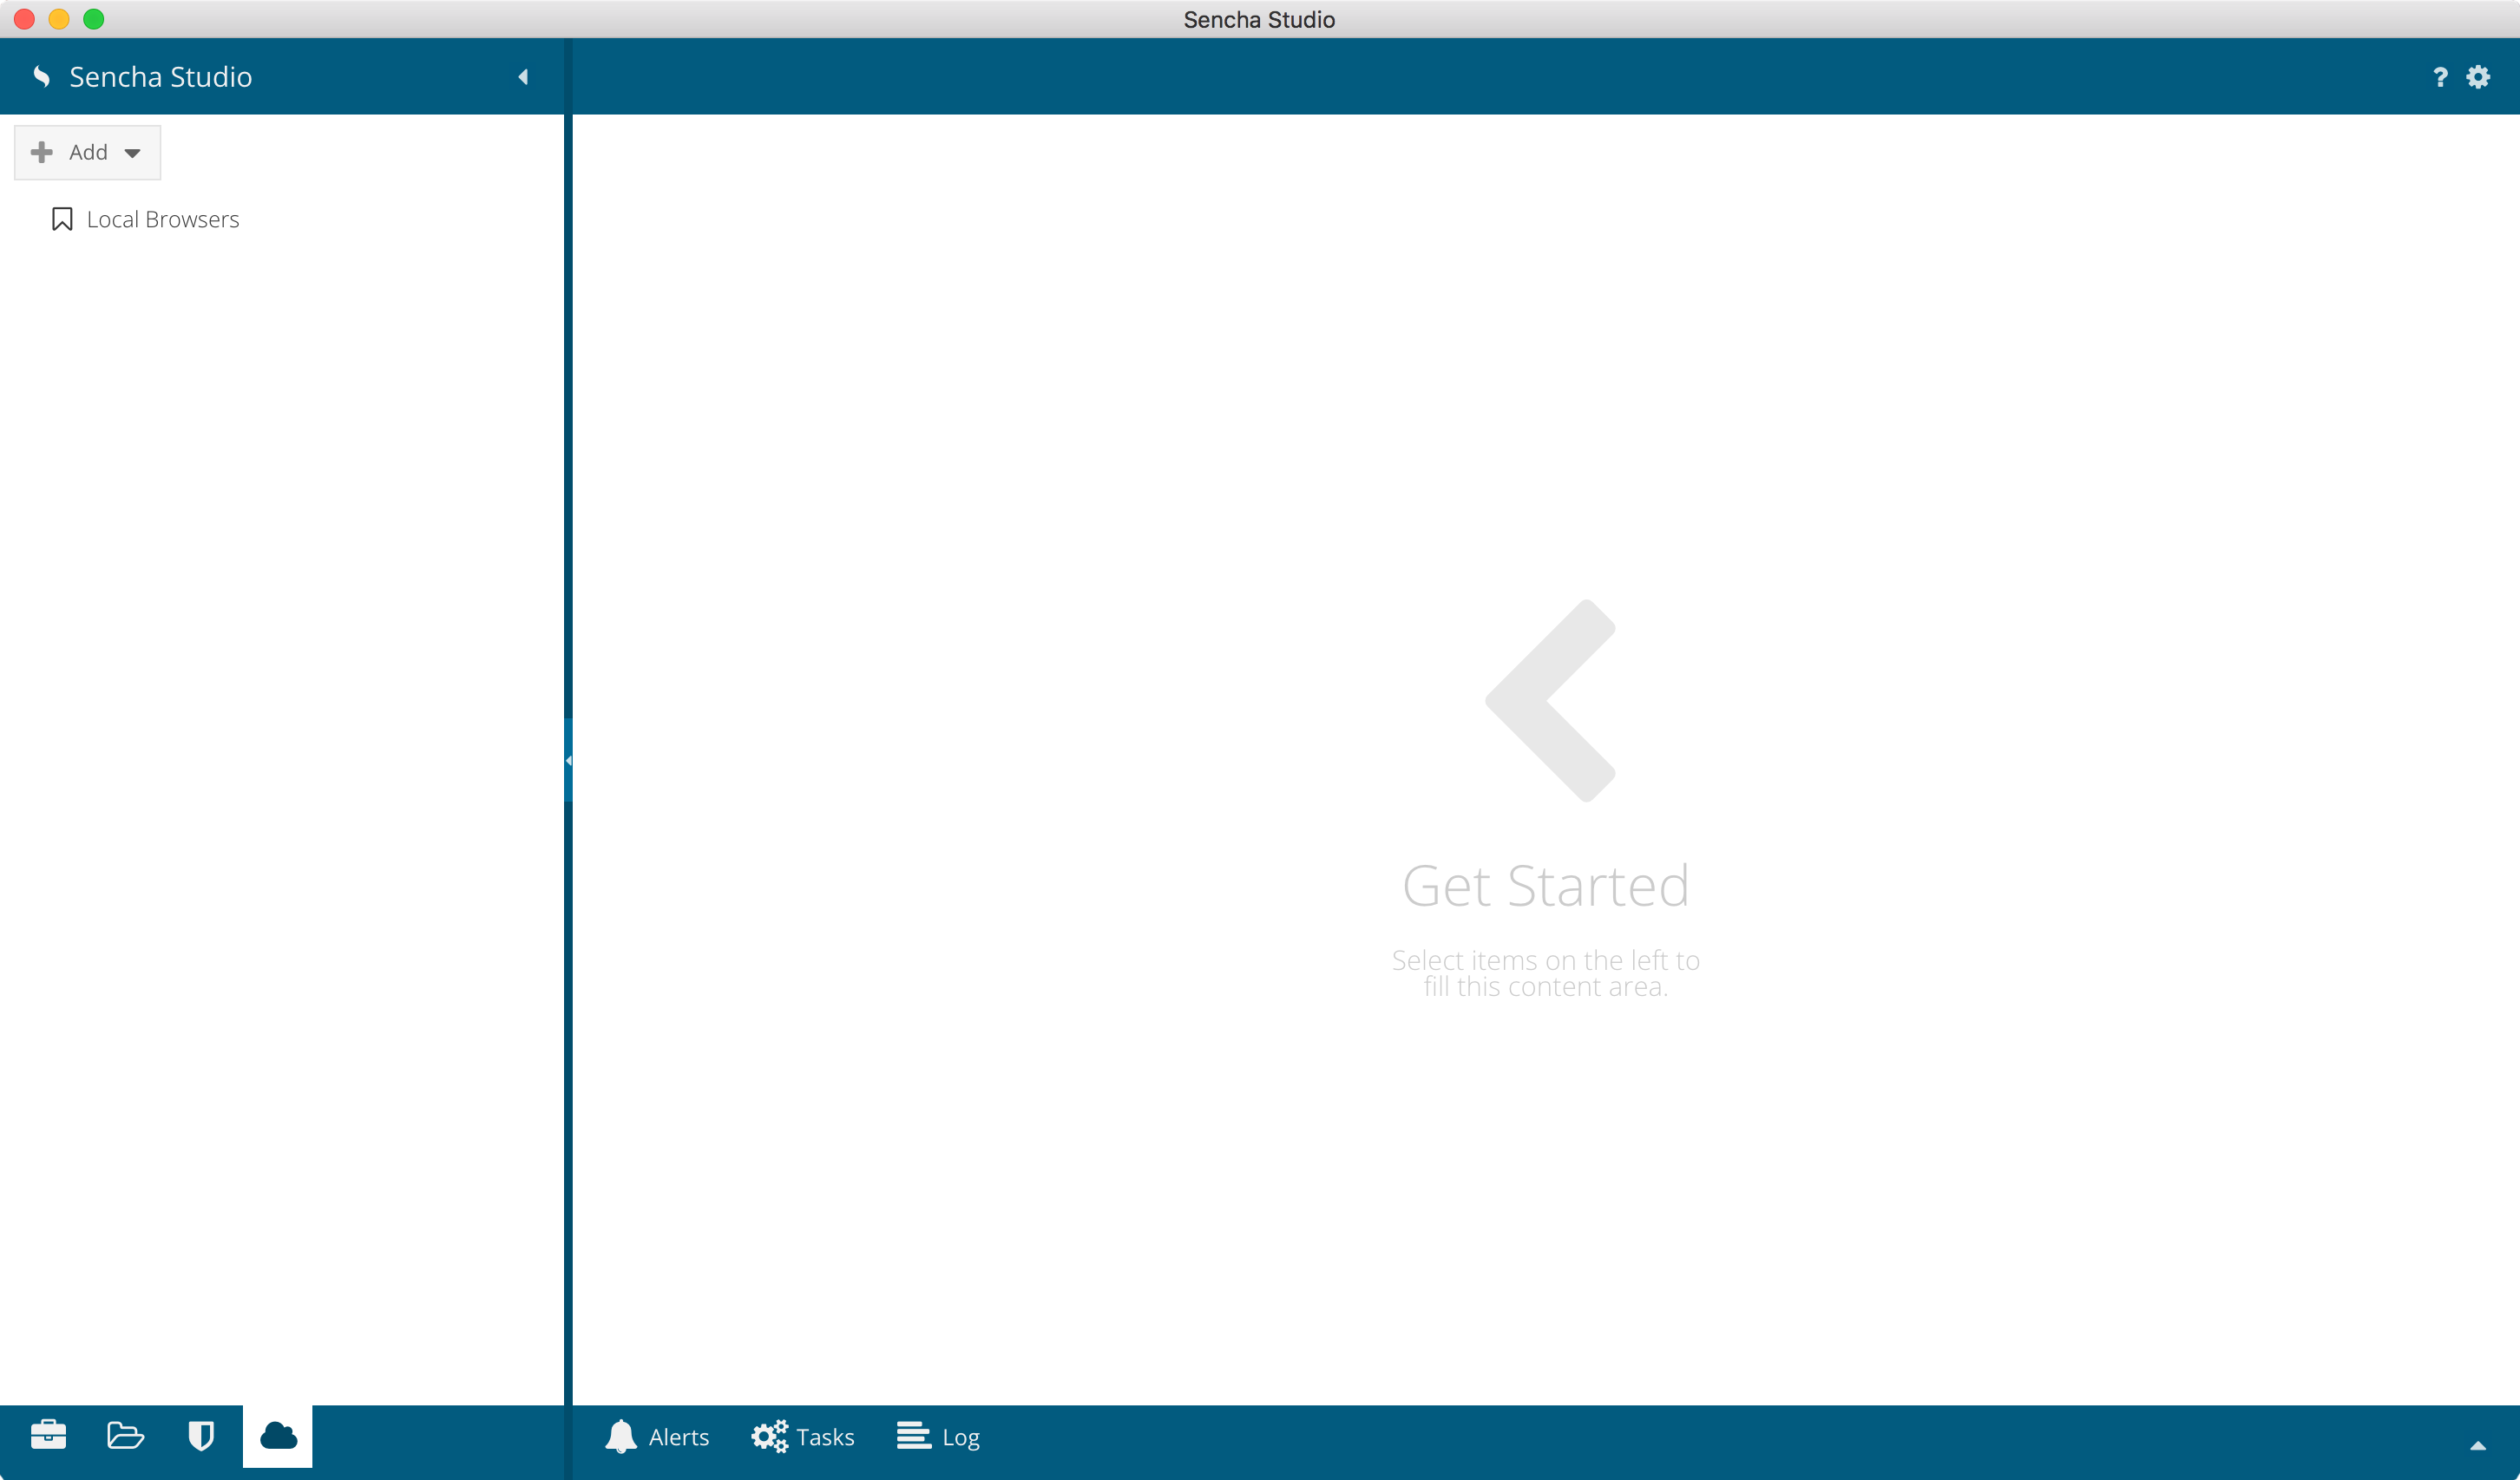 Sencha Studio
Sencha Studio
?
Add
Local Browsers
Get Started
Select items on the left to
fill this content area.
Alerts
Tasks
Log